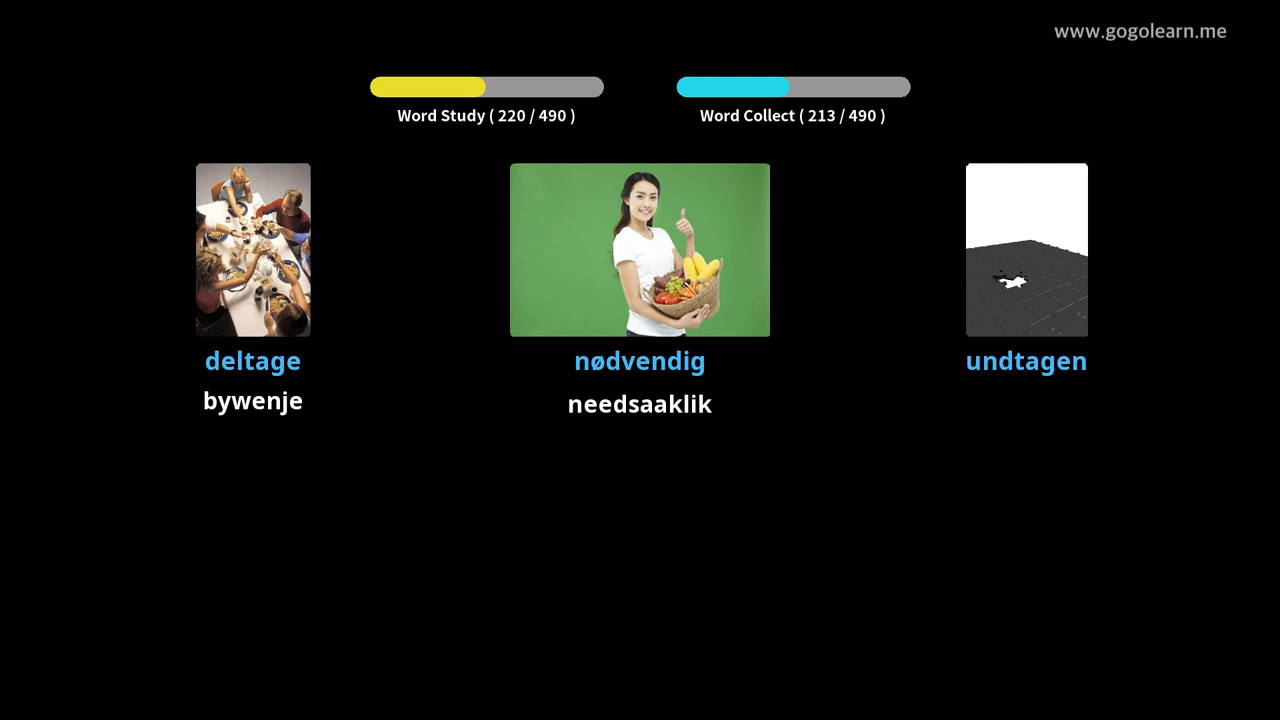 www.gogolearn.me
Word Study ( 220 / 490 )
Word Collect ( 213 / 490 )
deltage
nødvendig
undtagen
bywenje
needsaaklik